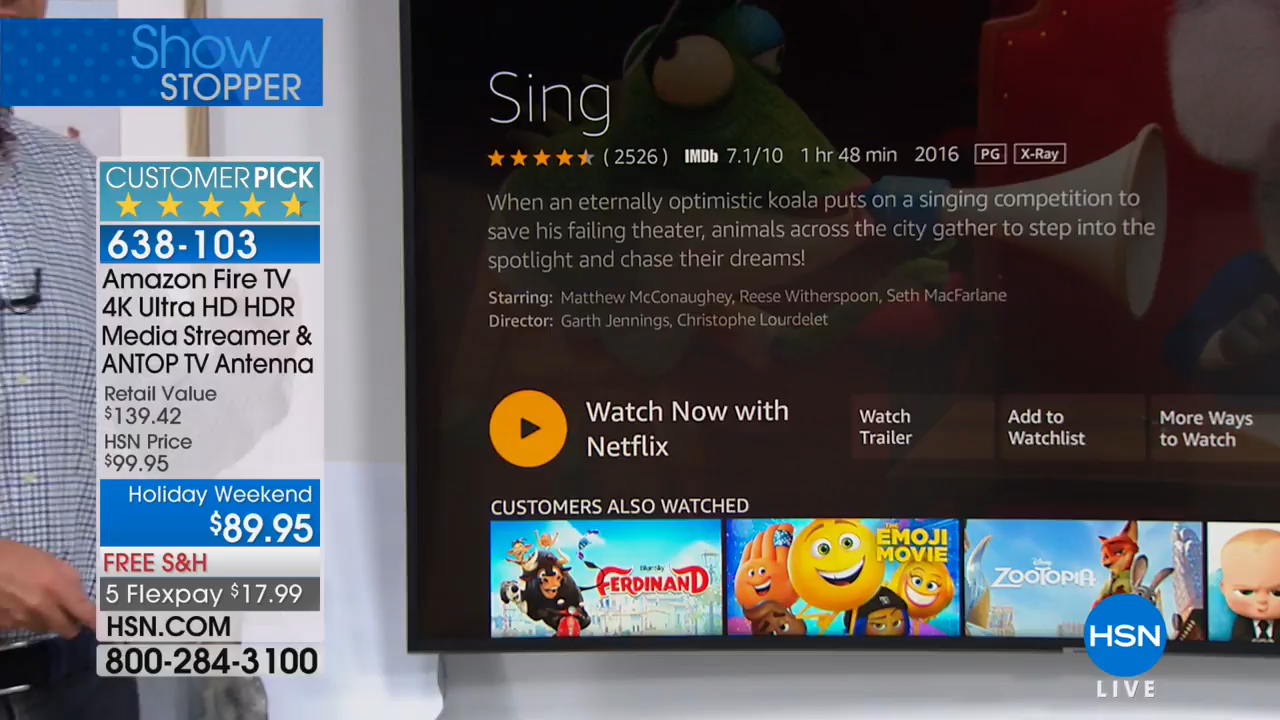 Show
STOPPER
CUSTOMER PICK
638-103
Amazon Fire TV
4K Ultra HD HDR
Media Streamer &
ANTOP TV Antenna
Retail Value
$139.42
HSN Price
$99.95
Holiday Weekend
$89.95
FREE S&H
5 Flexpay $17.99
HSN.COM
800-284-3100
Sing
(2526) IMDb 7.1/10 1 hr 48 min 2016 PG X-Ray
When an eternally optimistic koala puts on a singing competition to
save his failing theater, animals across the city gather to step into the
spotlight and chase their dreams!
Starring: Matthew McConaughey, Reese Witherspoon, Seth MacFarlane
Director: Garth Jennings, Christophe Lourdelet
Watch Now with
Netflix
Watch
Trailer
Add to
Watchlist
More Ways
to Watch
CUSTOMERS ALSO WATCHED
Blue Sky
FERDINAND
THE
EMOJI
MOVIE
Disney
ZOOTOPIA
HSN
LIVE